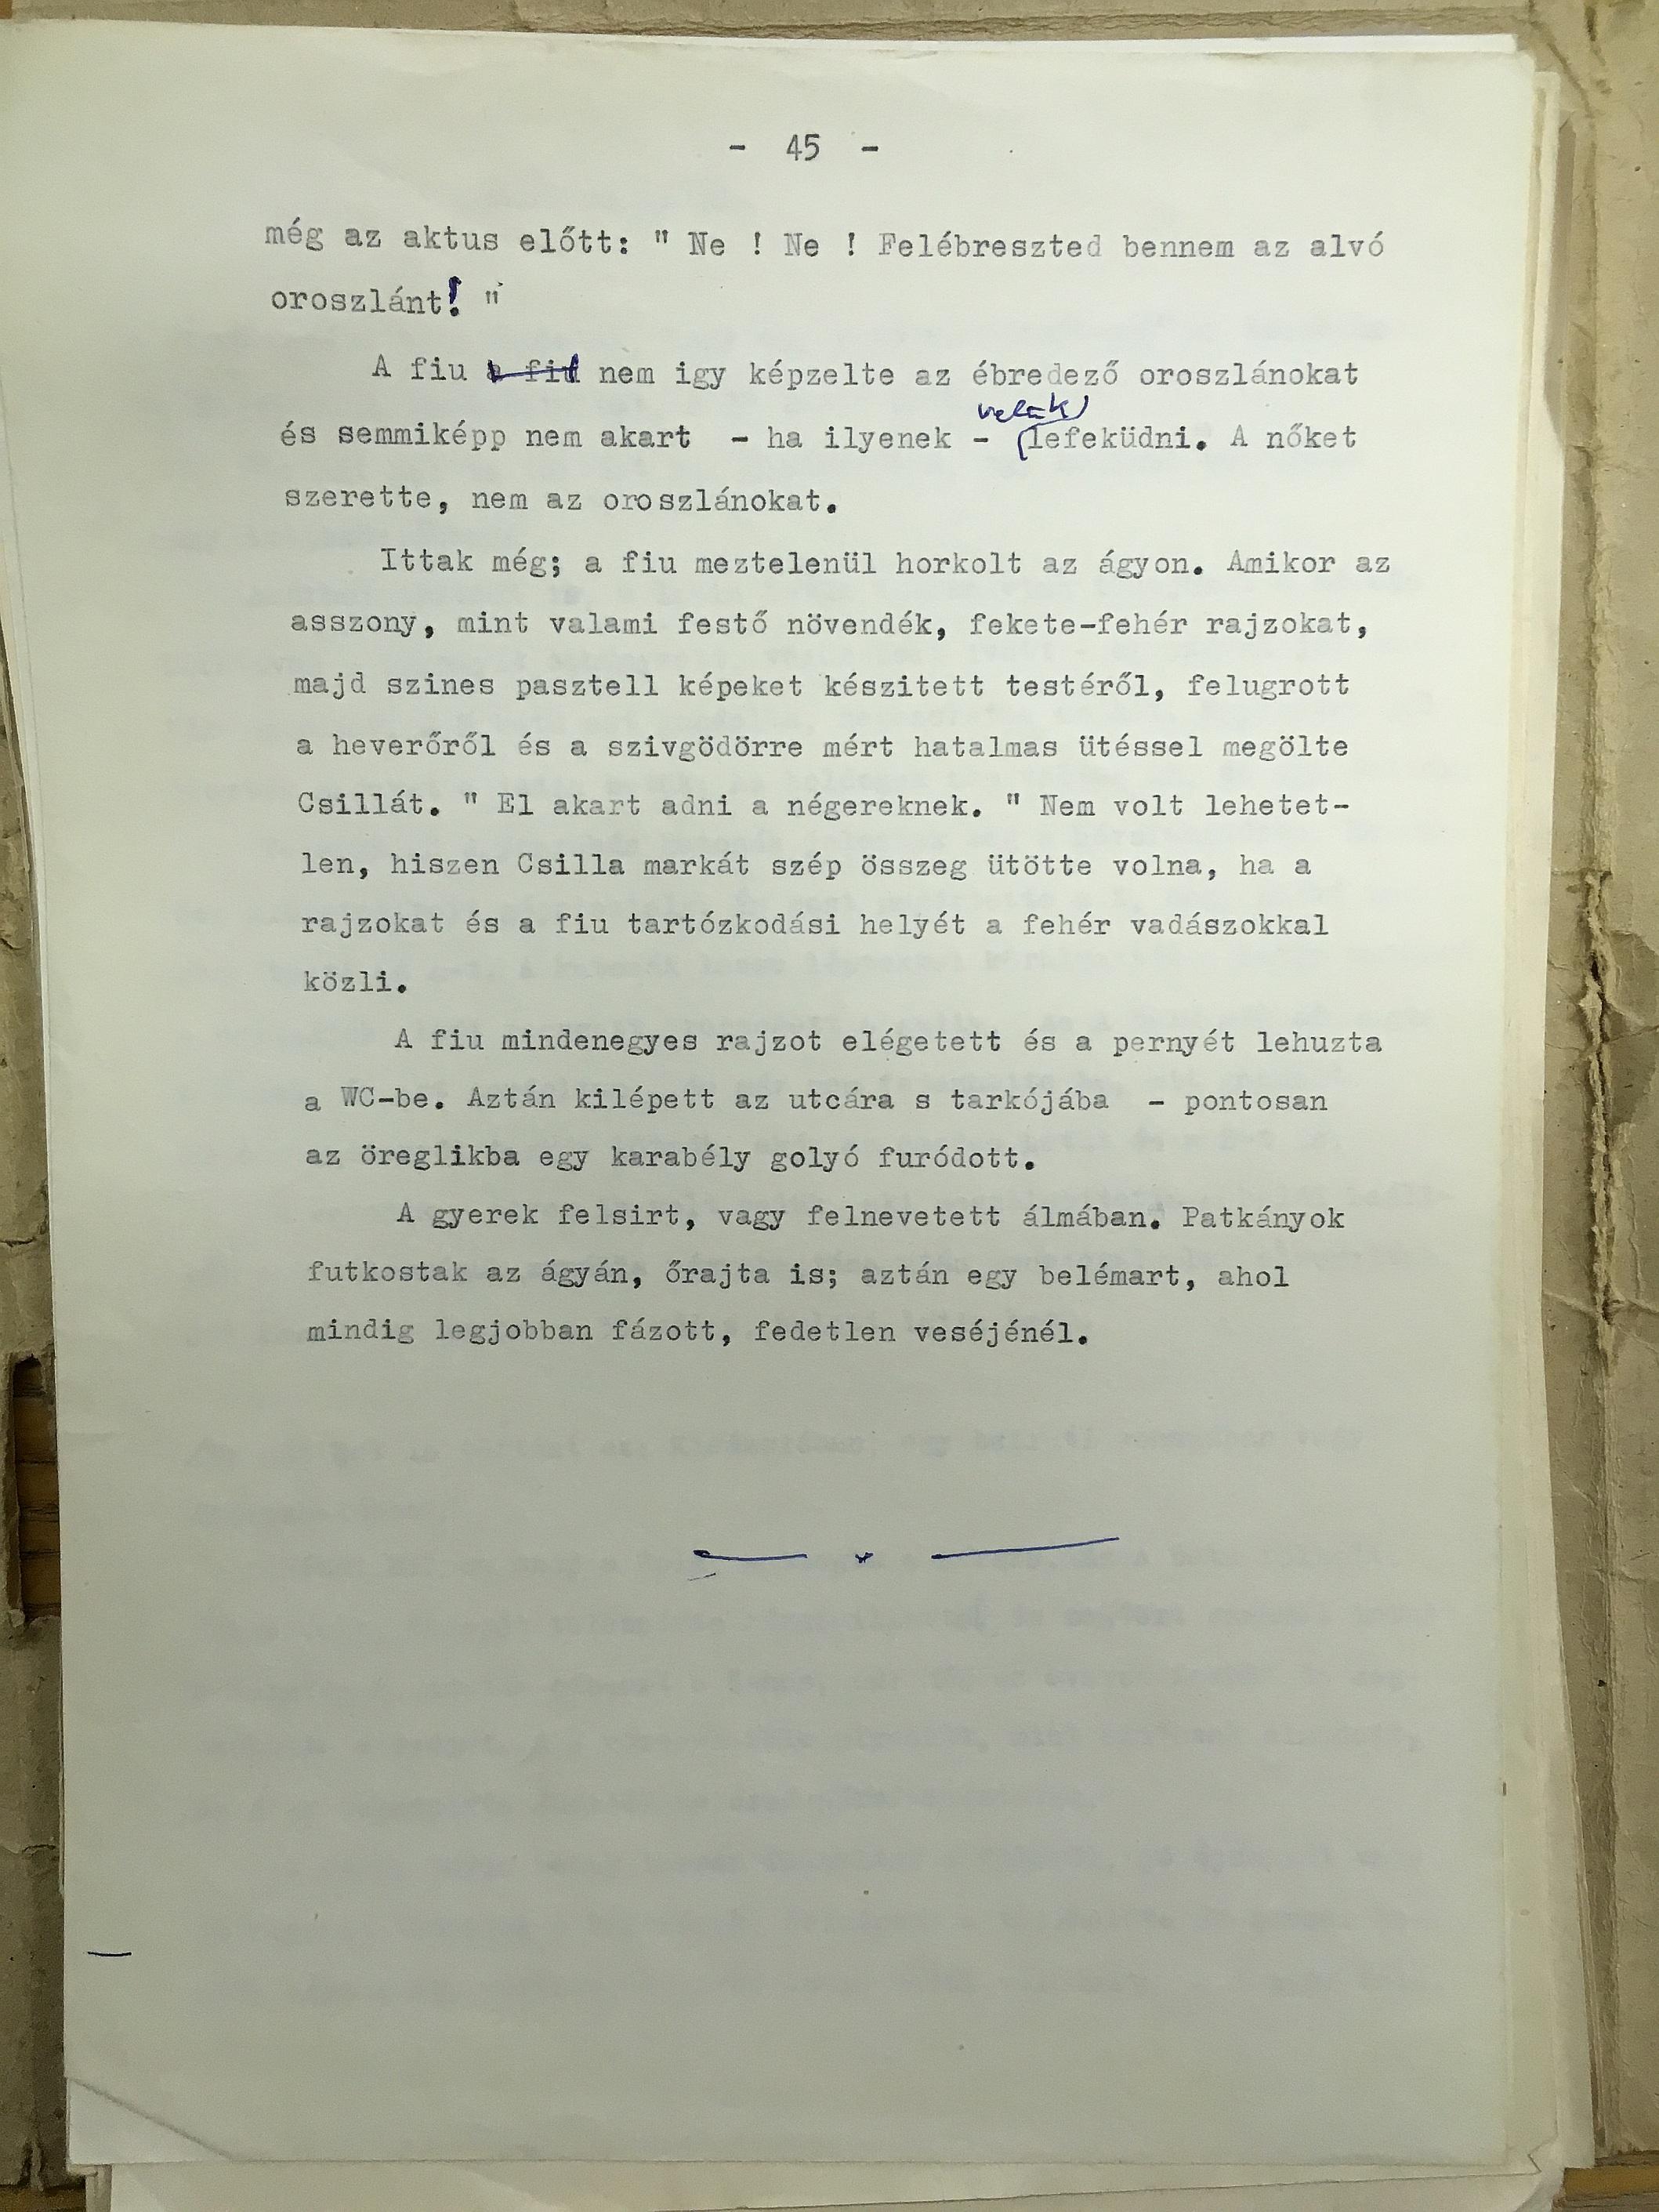 - 45 -
még az aktus előtt: " Ne ! Ne ! Felébreszted bennem az alvó
oroszlánt! "
A fiu a fiu nem igy képzelte az ébredező oroszlánokat
velük
és semmiképp nem akart - ha ilyenek - lefeküdni. A nőket
szerette, nem az oroszlánokat.
Ittak még; a fiu meztelenül horkolt az ágyon. Amikor az
asszony, mint valami festő növendék, fekete-fehér rajzokat,
majd szines pasztell képeket készitett testéről, felugrott
a heverőről és a szivgödörre mért hatalmas ütéssel megölte
Csillát. " El akart adni a négereknek. " Nem volt lehetet-
len, hiszen Csilla markát szép összeg ütötte volna, ha a
rajzokat és a fiu tartózkodási helyét a fehér vadászokkal
közli.
A fiu mindenegyes rajzot elégetett és a pernyét lehuzta
a WC-be. Aztán kilépett az utcára s tarkójába - pontosan
az öreglikba egy karabély golyó furódott.
A gyerek felsirt, vagy felnevetett álmában. Patkányok
futkostak az ágyán, őrajta is; aztán egy belémart, ahol
mindig legjobban fázott, fedetlen veséjénél.